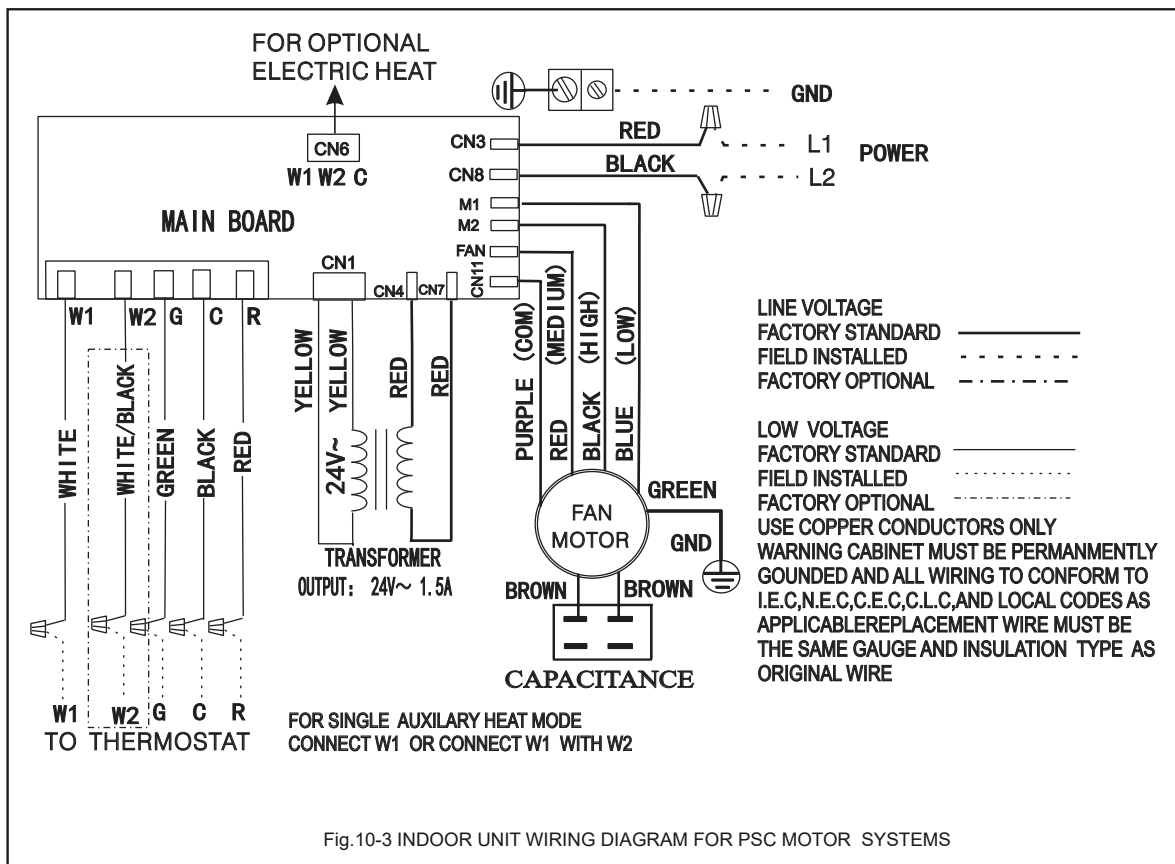 FOR OPTIONAL
ELECTRIC HEAT
GND
CN3
RED
L1
POWER
CN6
CN8
BLACK
L2
W1 W2 C
M1
MAIN BOARD
M2
FAN
CN1
CN4
CN7
CN11
W1
W2
G
C
R
YELLOW
YELLOW
RED
RED
PURPLE (COM)
RED (MEDIUM)
BLACK (HIGH)
BLUE (LOW)
WHITE
WHITE/BLACK
GREEN
BLACK
RED
24V~
TRANSFORMER
OUTPUT: 24V~ 1.5A
FAN
MOTOR
GREEN
GND
BROWN
BROWN
CAPACITANCE
LINE VOLTAGE
FACTORY STANDARD
FIELD INSTALLED
FACTORY OPTIONAL
LOW VOLTAGE
FACTORY STANDARD
FIELD INSTALLED
FACTORY OPTIONAL
USE COPPER CONDUCTORS ONLY
WARNING CABINET MUST BE PERMANMENTLY
GOUNDED AND ALL WIRING TO CONFORM TO
I.E.C,N.E.C,C.E.C,C.L.C,AND LOCAL CODES AS
APPLICABLEREPLACEMENT WIRE MUST BE
THE SAME GAUGE AND INSULATION TYPE AS
ORIGINAL WIRE
W1
W2
G
C
R
TO THERMOSTAT
FOR SINGLE AUXILARY HEAT MODE
CONNECT W1 OR CONNECT W1 WITH W2
Fig.10-3 INDOOR UNIT WIRING DIAGRAM FOR PSC MOTOR SYSTEMS